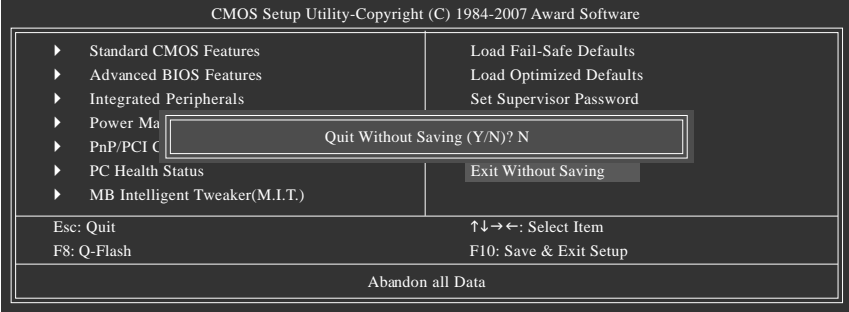 CMOS Setup Utility-Copyright (C) 1984-2007 Award Software
Standard CMOS Features
Advanced BIOS Features
Integrated Peripherals
Power Ma
PnP/PCI C
PC Health Status
MB Intelligent Tweaker(M.I.T.)
Load Fail-Safe Defaults
Load Optimized Defaults
Set Supervisor Password
Exit Without Saving
Quit Without Saving (Y/N)? N
Esc: Quit
F8: Q-Flash
↑↓→←: Select Item
F10: Save & Exit Setup
Abandon all Data